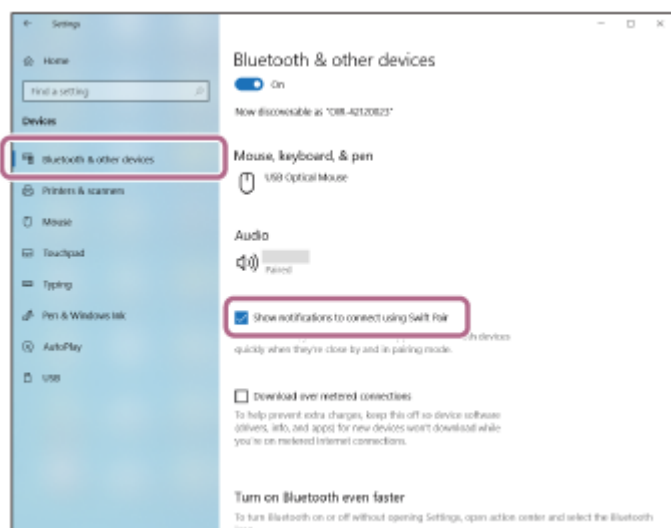 Settings
Home
Find a setting
Devices
Bluetooth & other devices
Printers & scanners
Mouse
Touchpad
Typing
Pen & Windows Ink
AutoPlay
USB
Bluetooth & other devices
On
Now discoverable as
Mouse, keyboard, & pen
USB Optical Mouse
Audio
Paired
Show notifications to connect using Swift Pair
devices
quickly when they're close by and in pairing mode.
Download over metered connections
To help prevent extra charges, keep this off so device software
(drivers, info, and apps) for new devices won't download while
you're on metered Internet connections.
Turn on Bluetooth even faster
To turn Bluetooth on or off without opening Settings, open action center and select the Bluetooth